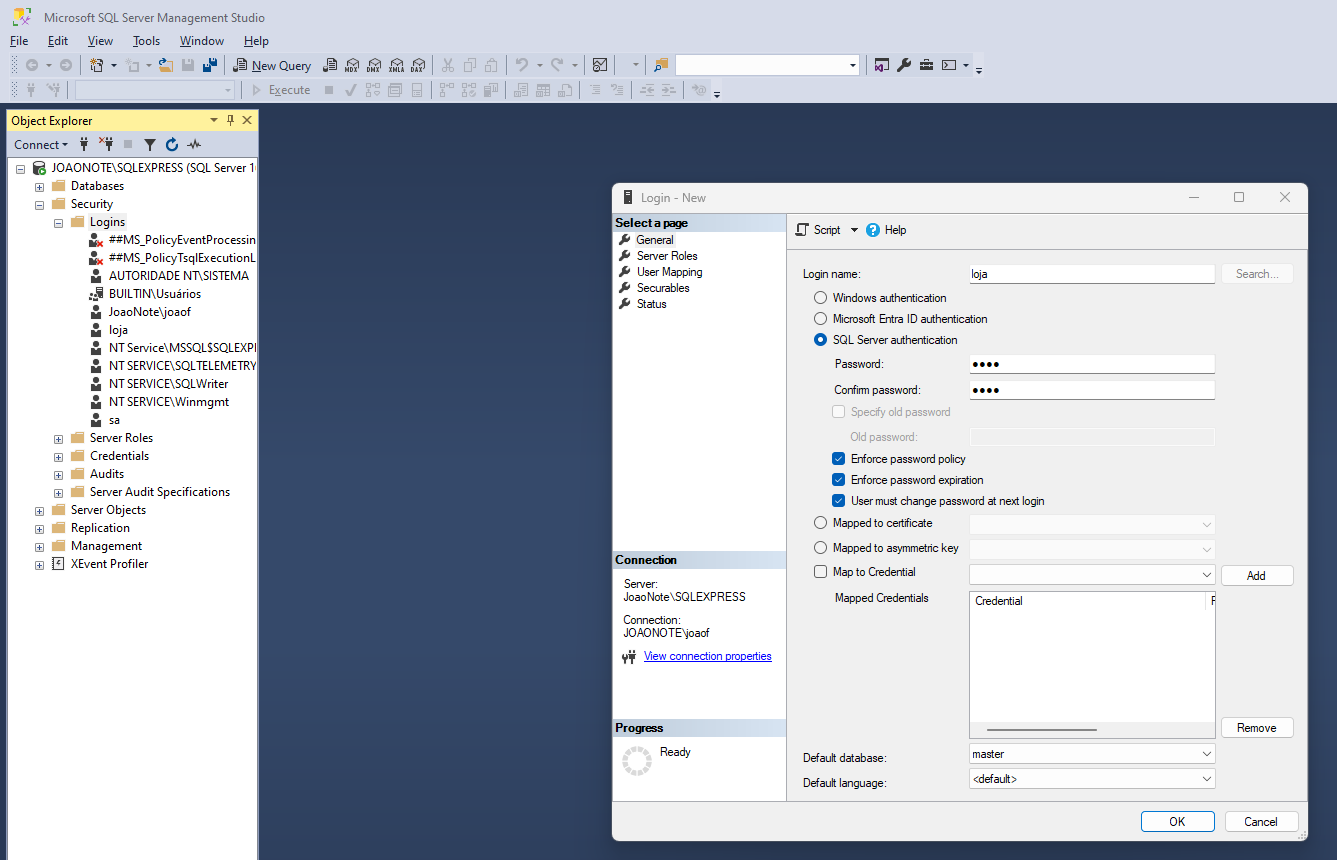 Microsoft SQL Server Management Studio
File Edit View Tools Window Help
New Query MDX DMX XMLA DAX
Execute
Object Explorer
Connect
JOAONOTE\SQLEXPRESS (SQL Server 1
Databases
Security
Logins
##MS_PolicyEventProcessin
##MS_PolicyTsqlExecutionL
AUTORIDADE NT\SISTEMA
BUILTIN\Usuários
JoaoNote\joaof
loja
NT Service\MSSQL$SQLEXPI
NT SERVICE\SQLTELEMETRY
NT SERVICE\SQLWriter
NT SERVICE\Winmgmt
sa
Server Roles
Credentials
Audits
Server Audit Specifications
Server Objects
Replication
Management
XEvent Profiler
Login - New
Select a page
General
Server Roles
User Mapping
Securables
Status
Connection
Server:
JoaoNote\SQLEXPRESS
Connection:
JOAONOTE\joaof
View connection properties
Progress
Ready
Script Help
Login name: loja Search...
Windows authentication
Microsoft Entra ID authentication
SQL Server authentication
Password: ●●●●
Confirm password: ●●●●
Specify old password
Old password:
Enforce password policy
Enforce password expiration
User must change password at next login
Mapped to certificate
Mapped to asymmetric key
Map to Credential Add
Mapped Credentials Credential
Remove
Default database: master
Default language: <default>
OK Cancel